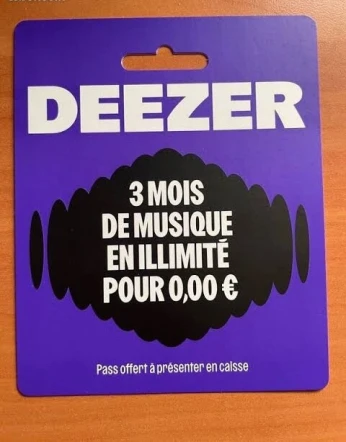 DEEZER
3 MOIS
DE MUSIQUE
EN ILLIMITÉ
POUR 0,00 €
Pass offert à présenter en caisse